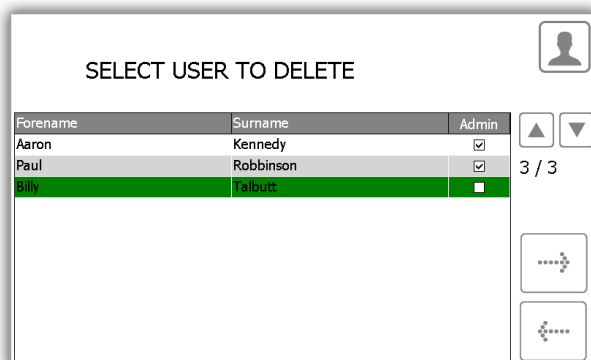 SELECT USER TO DELETE
Forename Surname Admin
Aaron Kennedy
Paul Robbinson
3 / 3
Billy Talbutt